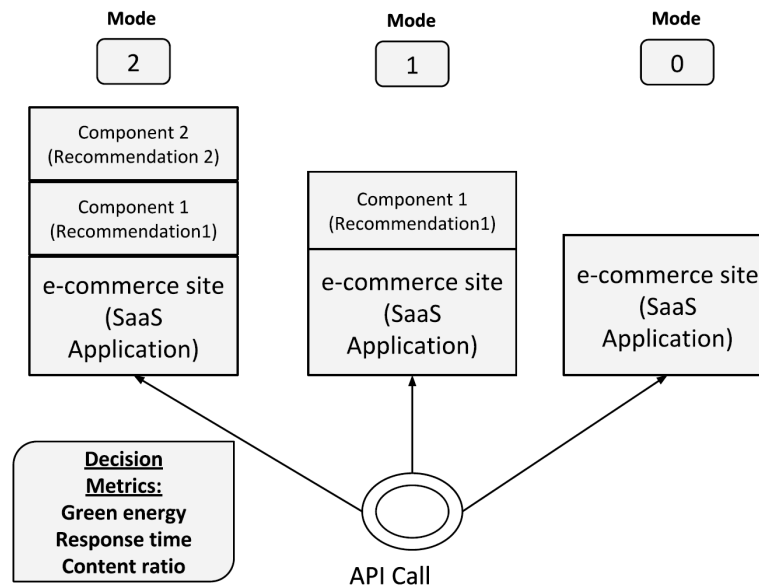 Mode
2
Component 2
(Recommendation 2)
Component 1
(Recommendation1)
e-commerce site
(SaaS
Application)
Mode
1
Component 1
(Recommendation1)
e-commerce site
(SaaS
Application)
Mode
0
e-commerce site
(SaaS
Application)
Decision
Metrics:
Green energy
Response time
Content ratio
API Call